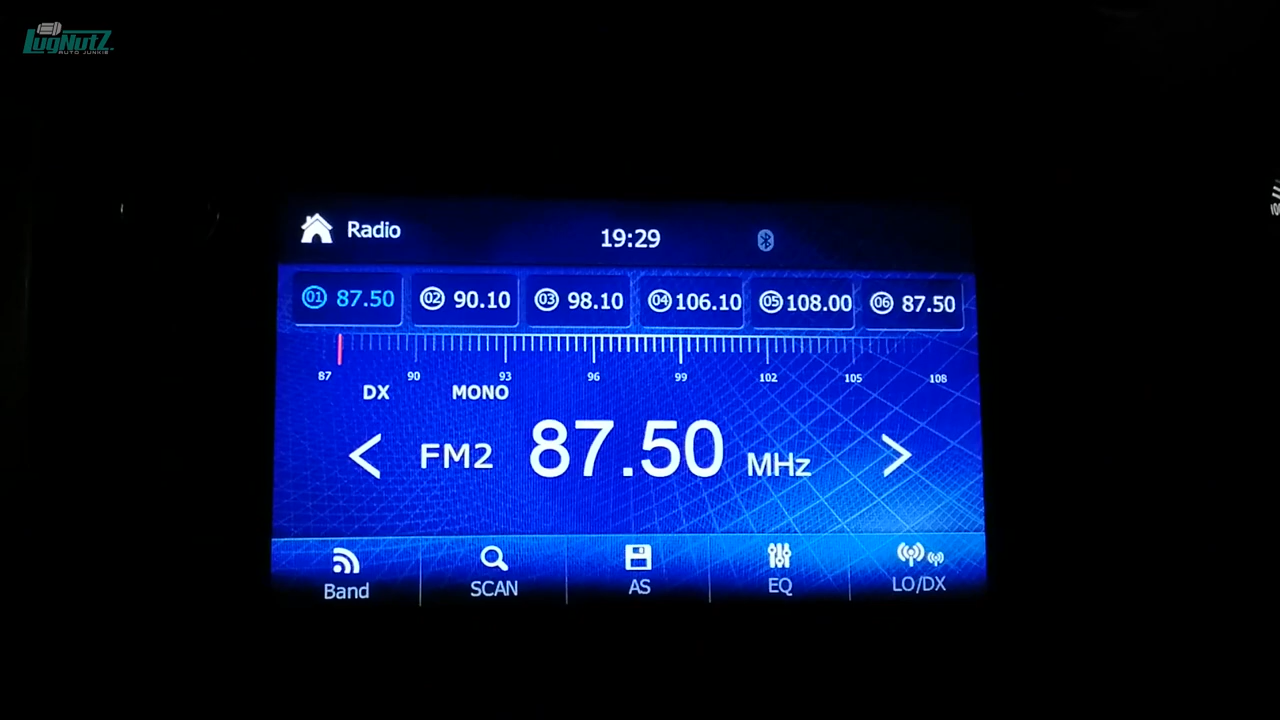 LugNutZ
AUTO JUNKIE
Radio
19:29
01 87.50
02 90.10
03 98.10
04 106.10
05 108.00
06 87.50
87 90 93 96 99 102 105 108
DX MONO
FM2 87.50 MHz
Band SCAN AS EQ LO/DX